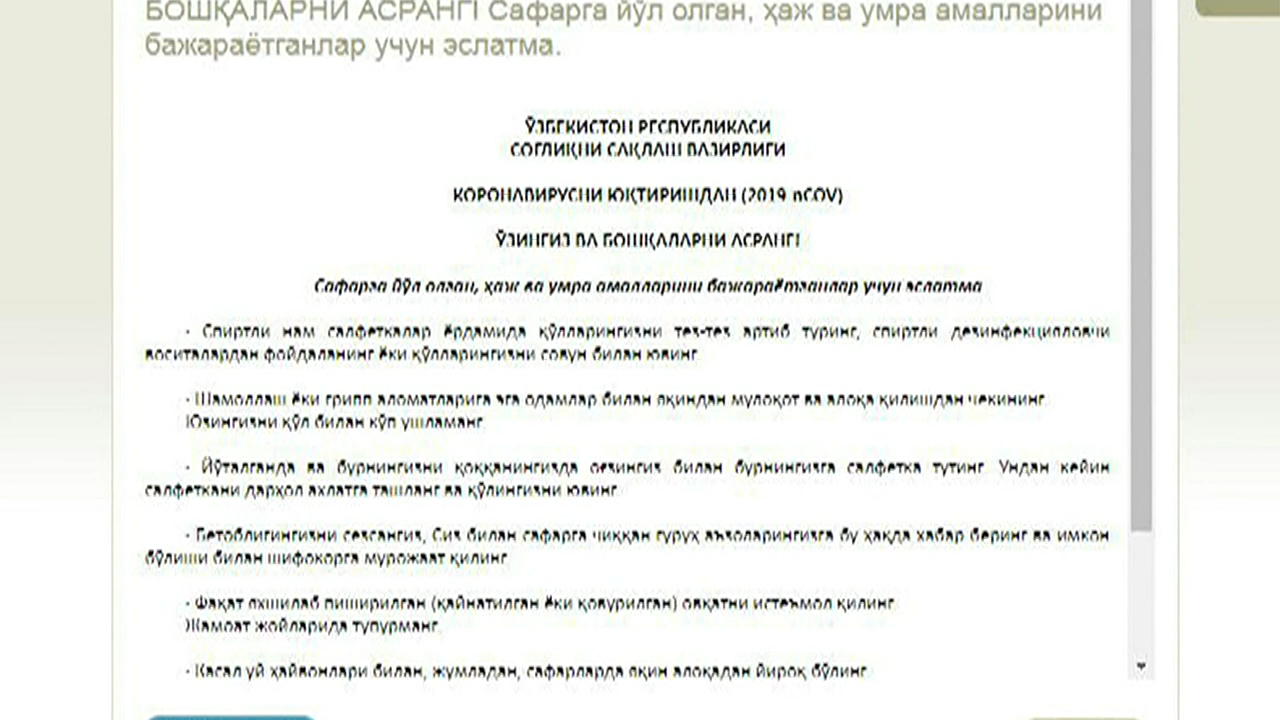 БОШҚАЛАРНИ АСРАНГ! Сафарга йўл олган, ҳаж ва умра амалларини
бажараётганлар учун эслатма.
ЎЗБЕКИСТОН РЕСПУБЛИКАСИ
СОҒЛИҚНИ САҚЛАШ ВАЗИРЛИГИ
КОРОНАВИРУСНИ ЮҚТИРИШДАН (2019-nCOV)
ЎЗИНГИЗ ВА БОШҚАЛАРНИ АСРАНГ!
Сафарга йўл олган, ҳаж ва умра амалларини бажараётганлар учун эслатма
- Спиртли нам салфеткалар ёрдамида қўлларингизни тез-тез артиб туринг, спиртли дезинфекцияловчи
воситалардан фойдаланинг ёки қўлларингизни совун билан ювинг.
- Шамоллаш ёки грипп аломатларига эга одамлар билан яқиндан мулоқот ва алоқа қилишдан чекининг.
Юзингизни қўл билан кўп ушламанг.
- Йўталганда ва бурнингизни қоққанингизда оғзингиз билан бурнингизга салфетка тутинг. Ундан кейин
салфеткани дарҳол ахлатга ташланг ва қўлингизни ювинг.
- Бетоблигингизни сезсангиз, Сиз билан сафарга чиққан гуруҳ аъзоларингизга бу ҳақда хабар беринг ва имкон
бўлиши билан шифокорга мурожаат қилинг.
- Фақат яхшилаб пиширилган (қайнатилган ёки қовурилган) овқатни истеъмол қилинг.
Жамоат жойларида тупурманг.
- Касал уй ҳайвонлари билан, жумладан, сафарларда яқин алоқадан йироқ бўлинг.